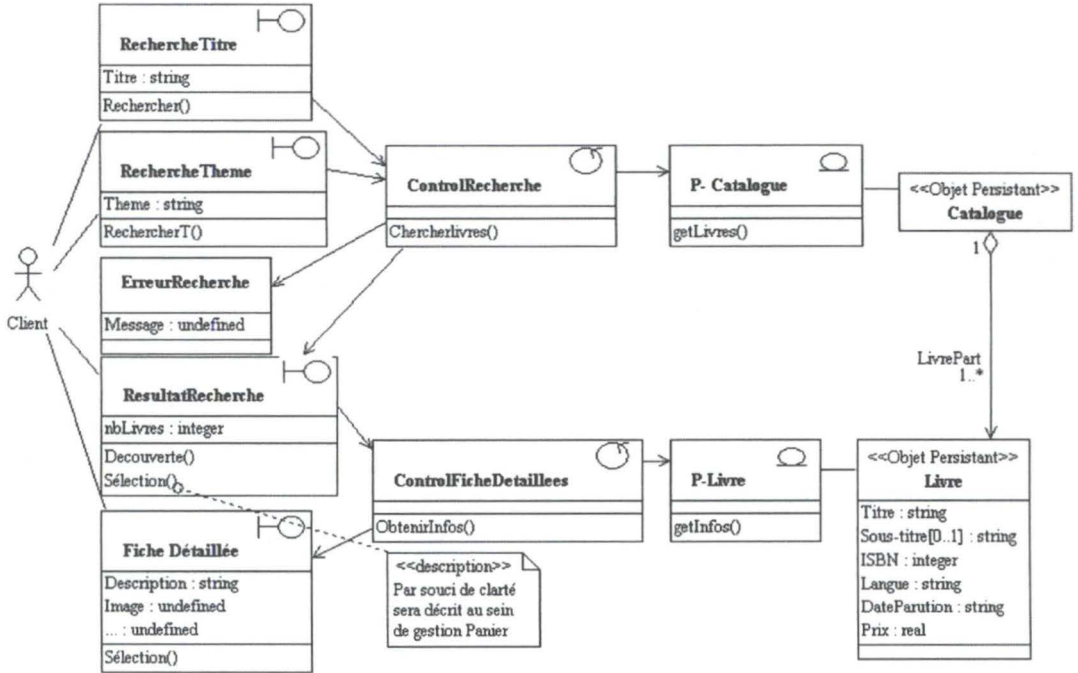 RechercheTitre
Titre : string
Rechercher()
RechercheTheme
Theme : string
RechercherT()
ErreurRecherche
Message : undefined
Client
ResultatRecherche
nbLivres : integer
Decouverte()
Sélection()
Fiche Détaillée
Description : string
Image : undefined
... : undefined
Sélection()
ControlRecherche
Chercherlivres()
ControlFicheDetaillees
ObtenirInfos()
<<description>>
Par souci de clarté
sera décrit au sein
de gestion Panier
P- Catalogue
getLivres()
P-Livre
getInfos()
<<Objet Persistant>>
Catalogue
1
LivrePart
1..*
<<Objet Persistant>>
Livre
Titre : string
Sous-titre[0..1] : string
ISBN : integer
Langue : string
DateParution : string
Prix : real